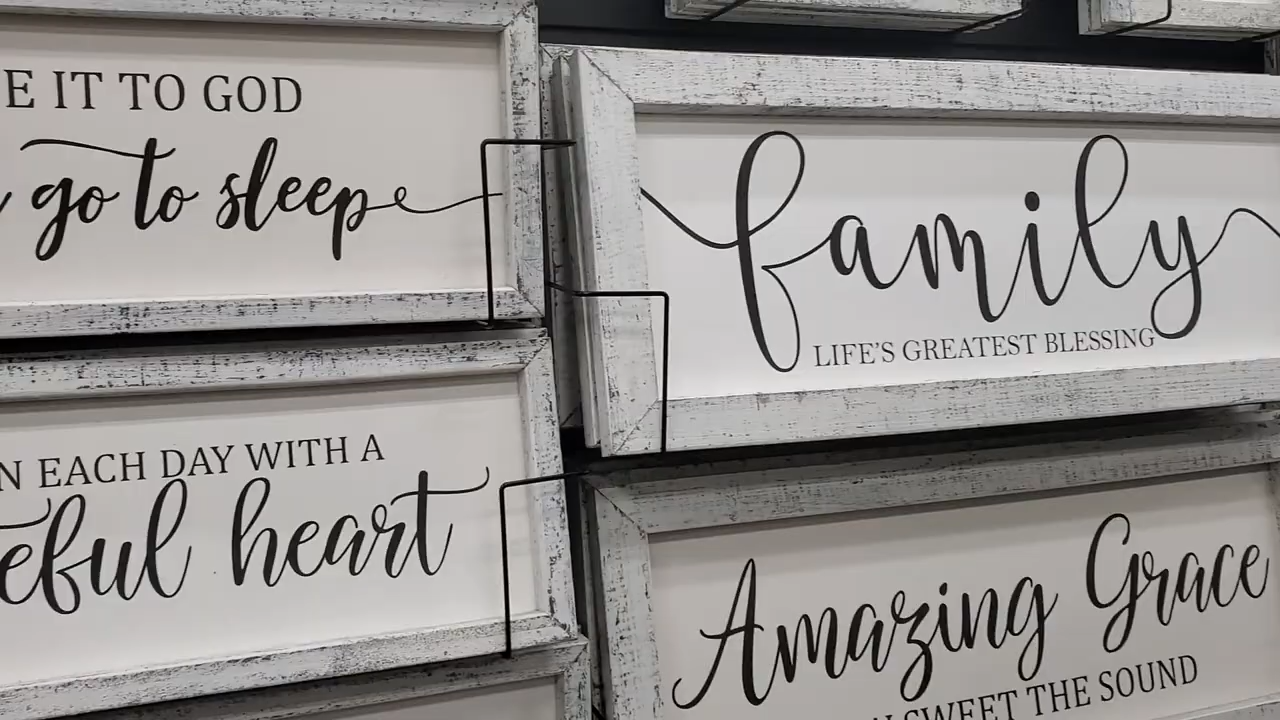 IT TO GOD
go to sleep
EACH DAY WITH A
heart
family
LIFE'S GREATEST BLESSING
Amazing Grace
SWEET THE SOUND